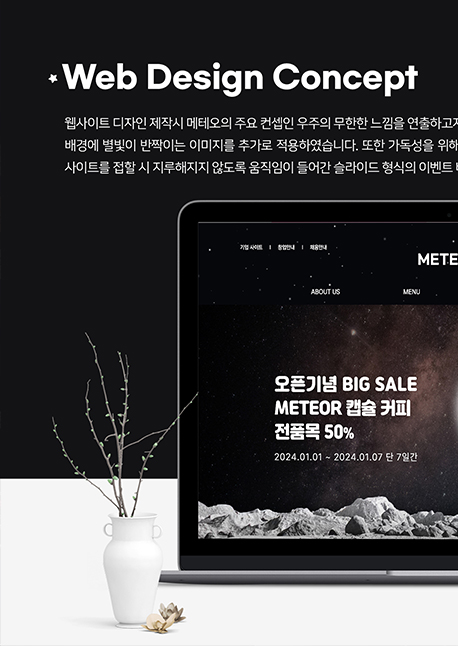 Web Design Concept
웹사이트 디자인 제작시 메테오의 주요 컨셉인 우주의 무한한 느낌을 연출하고자
배경에 별빛이 반짝이는 이미지를 추가로 적용하였습니다. 또한 가독성을 위해
사이트를 접할 시 지루해지지 않도록 움직임이 들어간 슬라이드 형식의 이벤트
기업 사이트 | 창업안내 | 채용안내
METE
ABOUT US MENU
오픈기념 BIG SALE
METEOR 캡슐 커피
전품목 50%
2024.01.01 ~ 2024.01.07 단 7일간